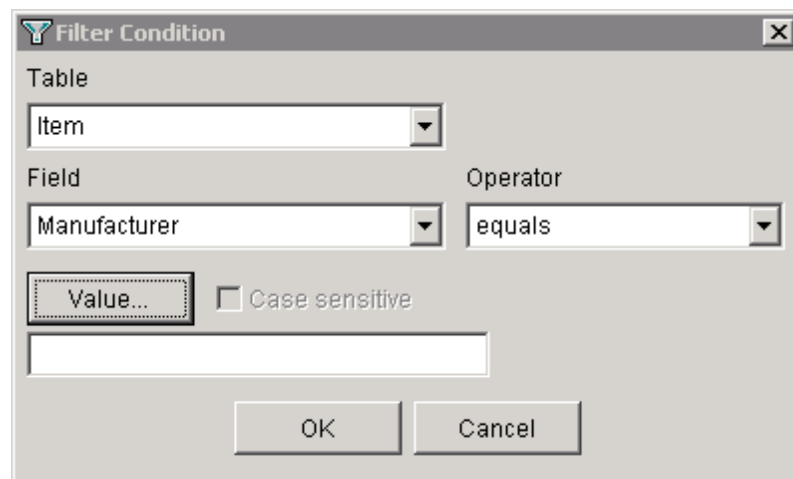 Filter Condition
Table
Item
Field
Operator
Manufacturer
equals
Value...
Case sensitive
OK
Cancel